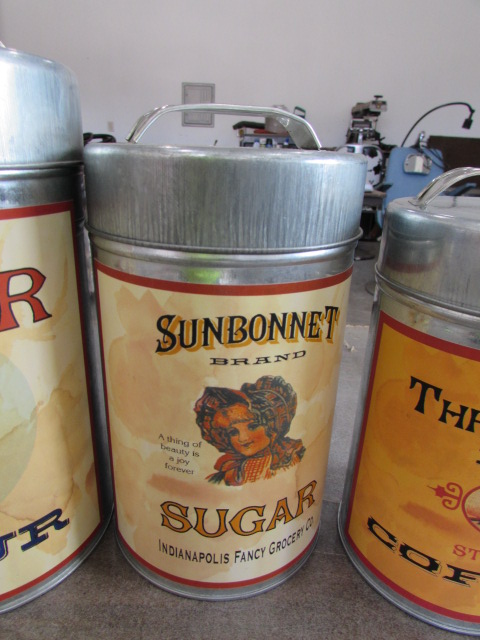 SUNBONNET
BRAND
A thing of
beauty is
a joy
forever
SUGAR
INDIANAPOLIS FANCY GROCERY CO.